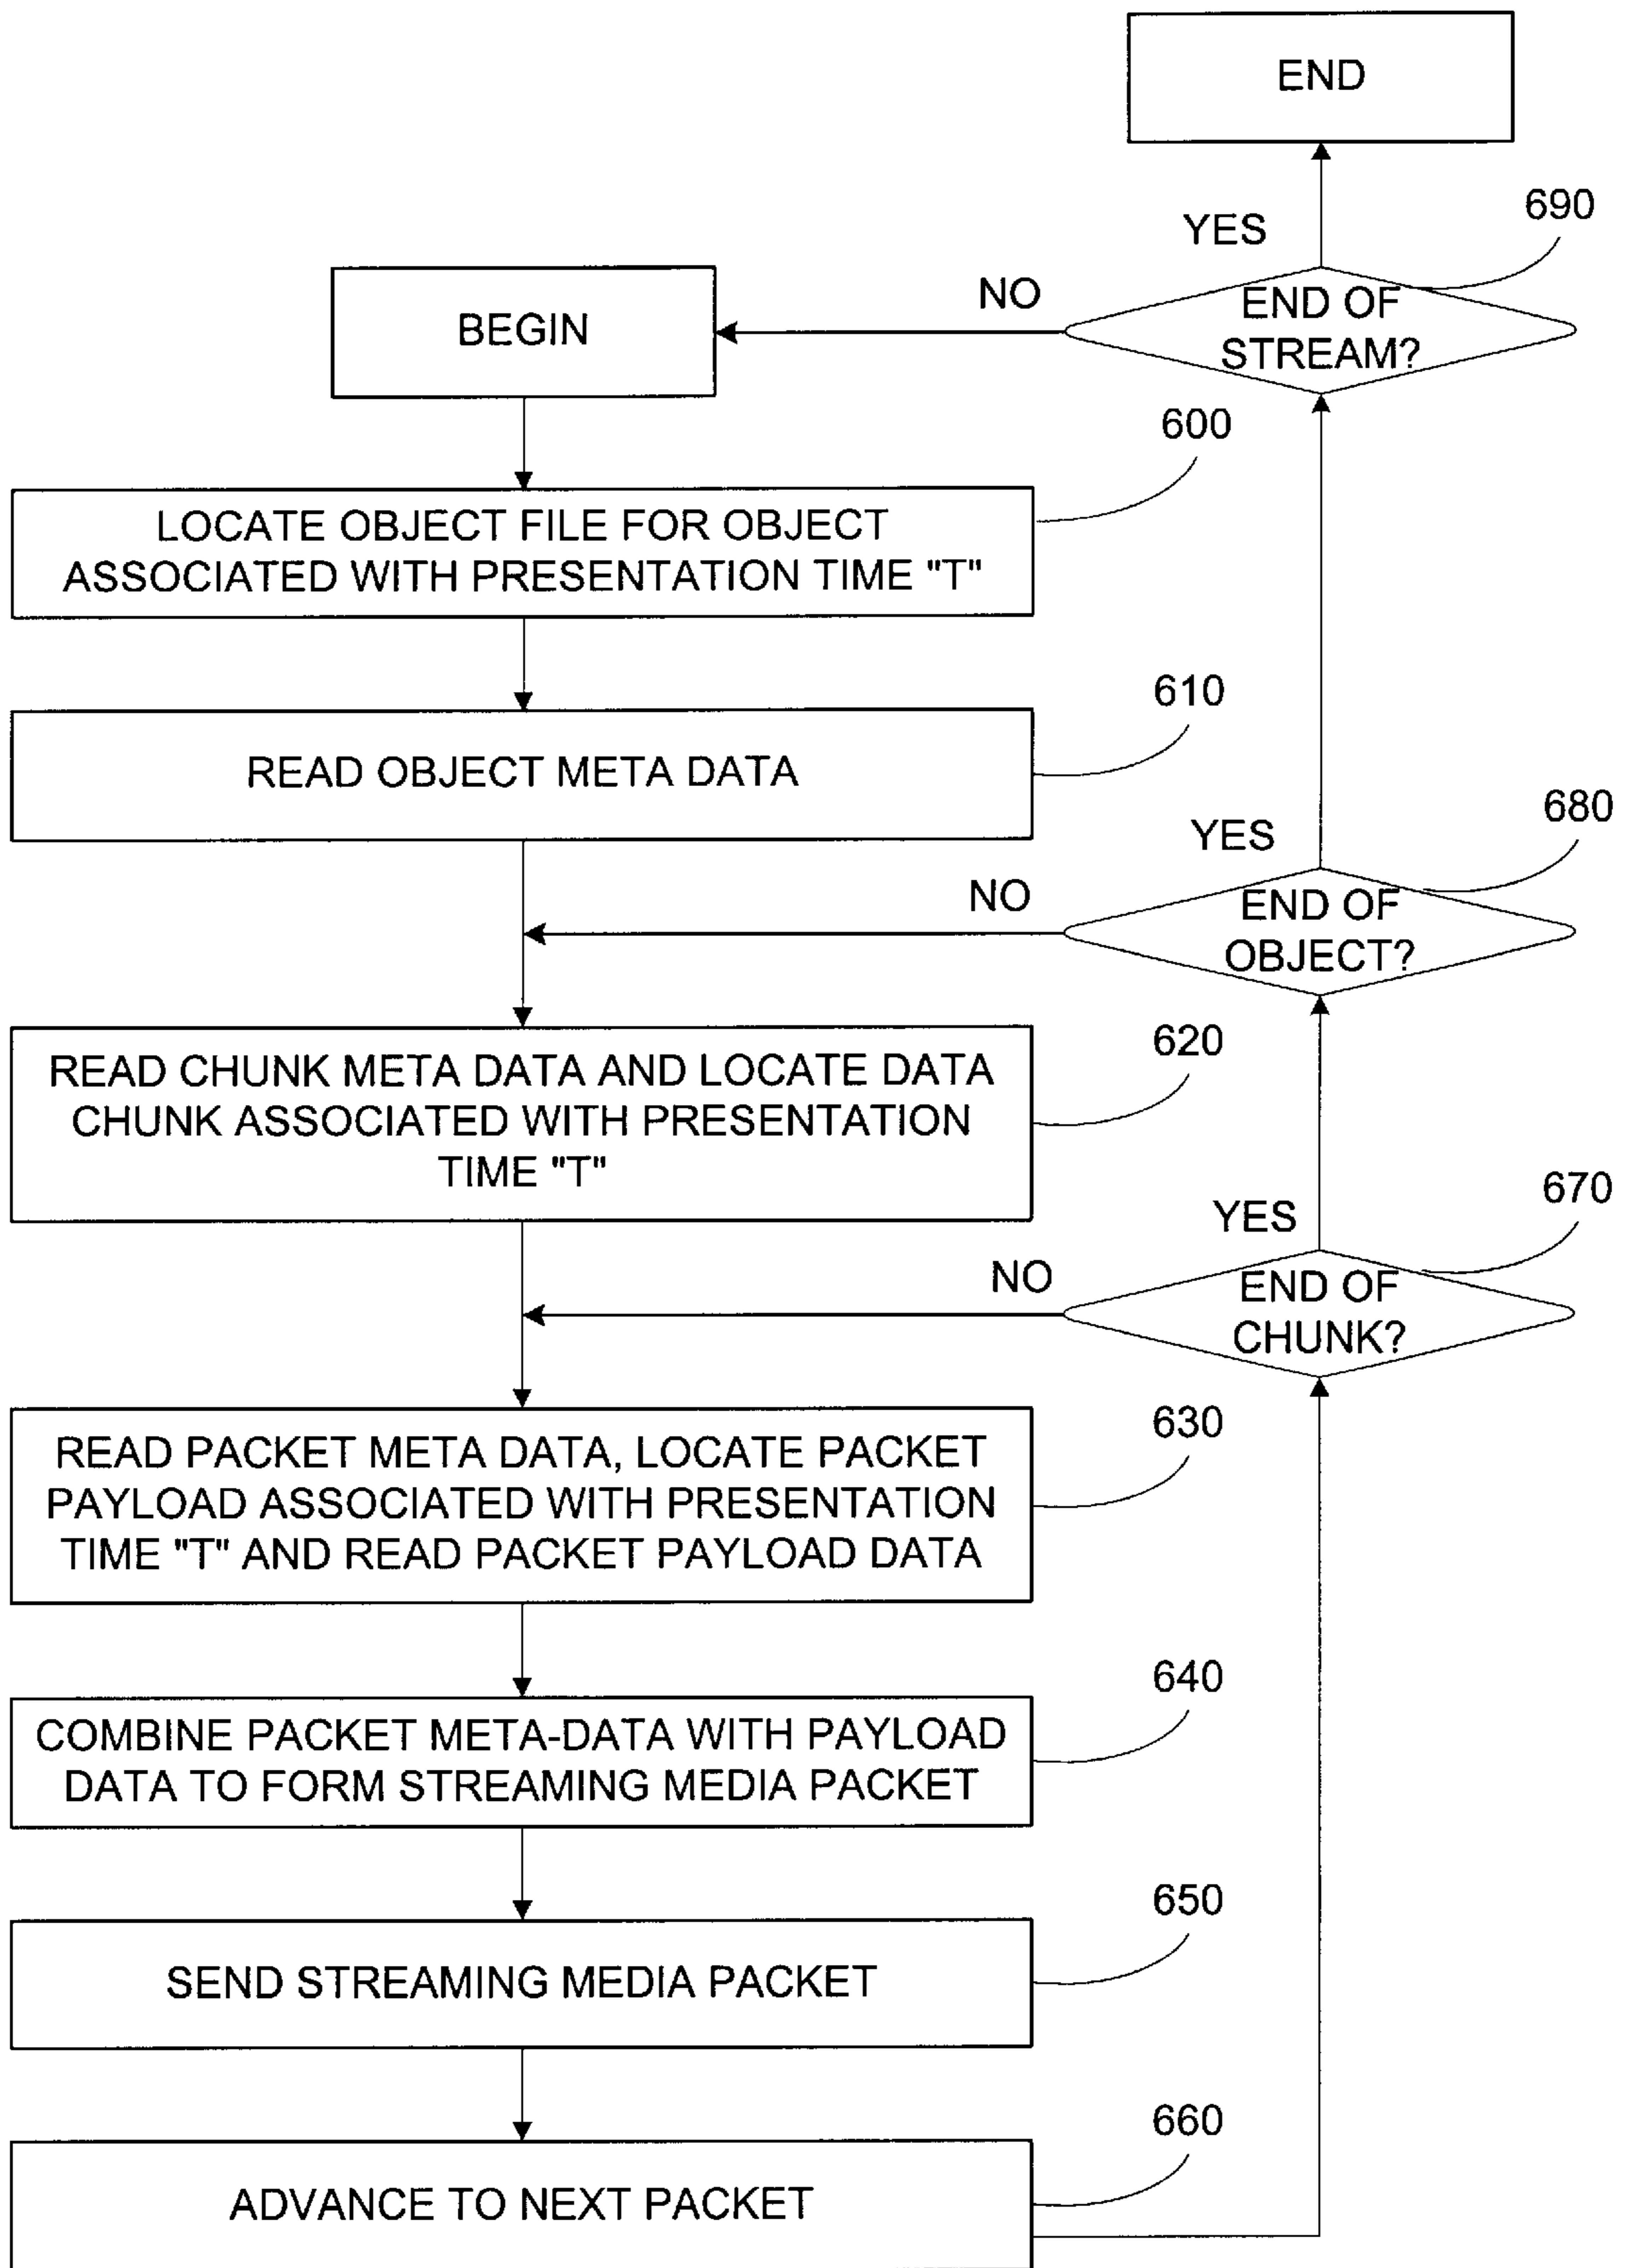 END
690
YES
NO
END OF
STREAM?
BEGIN
600
LOCATE OBJECT FILE FOR OBJECT
ASSOCIATED WITH PRESENTATION TIME "T"
610
READ OBJECT META DATA
680
YES
NO
END OF
OBJECT?
620
READ CHUNK META DATA AND LOCATE DATA
CHUNK ASSOCIATED WITH PRESENTATION
TIME "T"
670
YES
NO
END OF
CHUNK?
630
READ PACKET META DATA, LOCATE PACKET
PAYLOAD ASSOCIATED WITH PRESENTATION
TIME "T" AND READ PACKET PAYLOAD DATA
640
COMBINE PACKET META-DATA WITH PAYLOAD
DATA TO FORM STREAMING MEDIA PACKET
650
SEND STREAMING MEDIA PACKET
660
ADVANCE TO NEXT PACKET